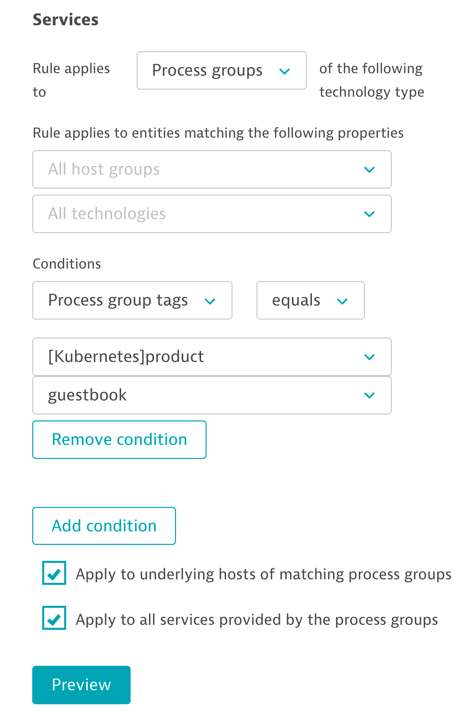 Services
Rule applies to
Process groups
of the following technology type
Rule applies to entities matching the following properties
All host groups
All technologies
Conditions
Process group tags
equals
[Kubernetes]product
guestbook
Remove condition
Add condition
Apply to underlying hosts of matching process groups
Apply to all services provided by the process groups
Preview